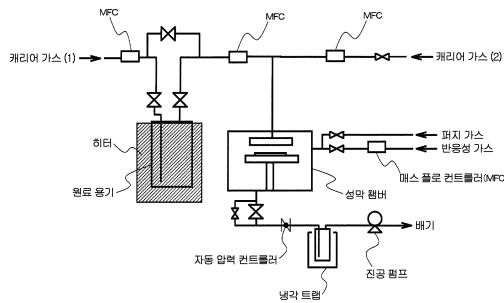 MFC
MFC
MFC
캐리어 가스 (1)
캐리어 가스 (2)
히터
퍼지 가스
반응성 가스
매스 플로 컨트롤러(MFC
원료 용기
성막 챔버
배기
자동 압력 컨트롤러
진공 펌프
냉각 트랩